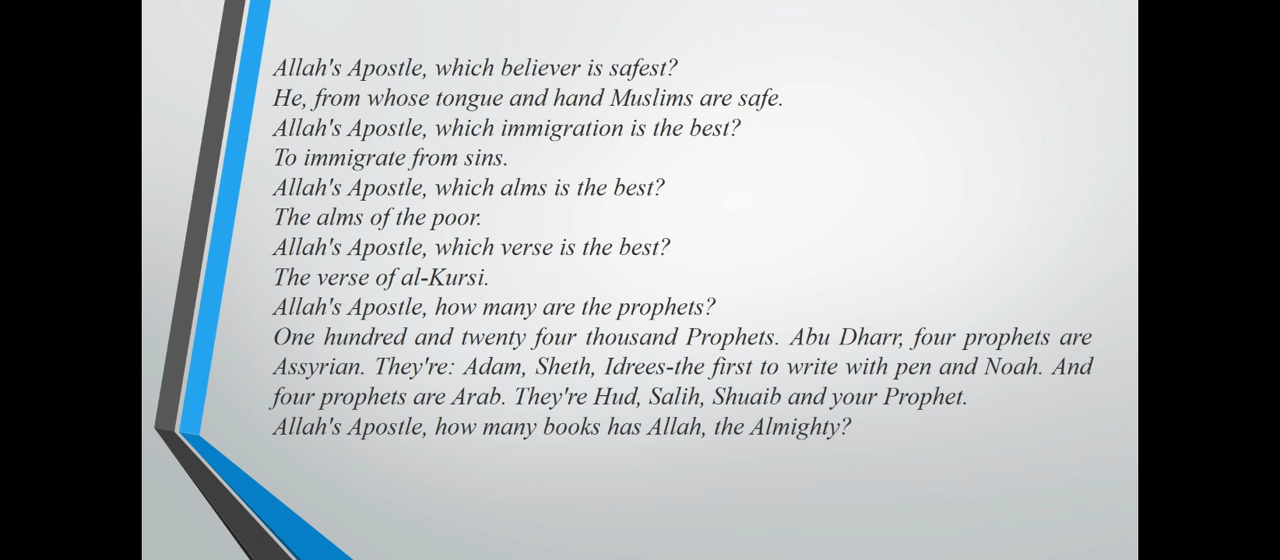 Allah's Apostle, which believer is safest?
He, from whose tongue and hand Muslims are safe.
Allah's Apostle, which immigration is the best?
To immigrate from sins.
Allah's Apostle, which alms is the best?
The alms of the poor.
Allah's Apostle, which verse is the best?
The verse of al-Kursi.
Allah's Apostle, how many are the prophets?
One hundred and twenty four thousand Prophets. Abu Dharr, four prophets are
Assyrian. They're: Adam, Sheth, Idrees-the first to write with pen and Noah. And
four prophets are Arab. They're Hud, Salih, Shuaib and your Prophet.
Allah's Apostle, how many books has Allah, the Almighty?